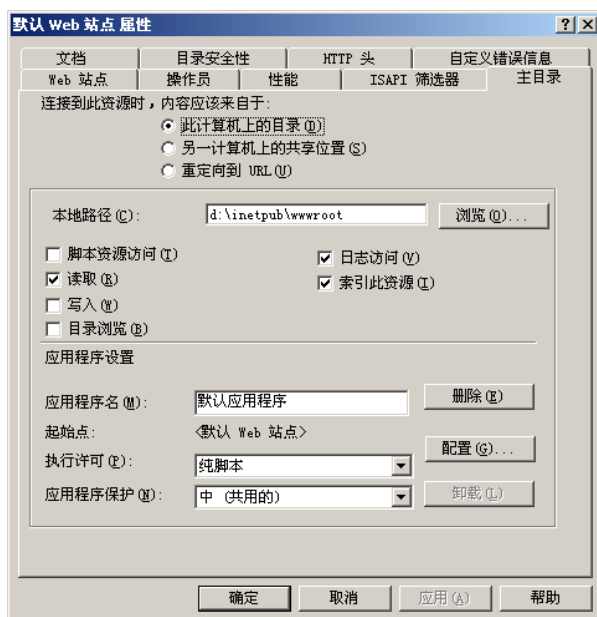 默认 Web 站点 属性
文档 目录安全性 HTTP 头 自定义错误信息
Web 站点 操作员 性能 ISAPI 筛选器 主目录
连接到此资源时，内容应该来自于:
此计算机上的目录(D)
另一计算机上的共享位置(S)
重定向到 URL(U)
本地路径(C): d:\inetpub\wwwroot 浏览(O)...
脚本资源访问(T) 日志访问(V)
读取(R) 索引此资源(I)
写入(W)
目录浏览(B)
应用程序设置
应用程序名(M): 默认应用程序 删除(E)
起始点: <默认 Web 站点>
配置(G)...
执行许可(P): 纯脚本
应用程序保护(N): 中 (共用的) 卸载(L)
确定 取消 应用(A) 帮助